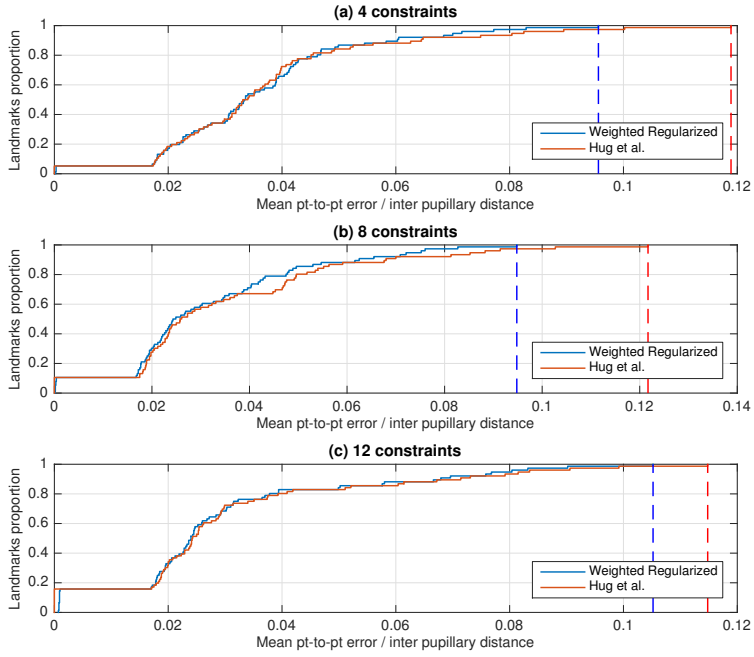 (a) 4 constraints
1
0.8
0.6
0.4
0.2
0
Landmarks proportion
Weighted Regularized
Hug et al.
0 0.02 0.04 0.06 0.08 0.1 0.12
Mean pt-to-pt error / inter pupillary distance
(b) 8 constraints
1
0.8
0.6
0.4
0.2
0
Landmarks proportion
Weighted Regularized
Hug et al.
0 0.02 0.04 0.06 0.08 0.1 0.12 0.14
Mean pt-to-pt error / inter pupillary distance
(c) 12 constraints
1
0.8
0.6
0.4
0.2
0
Landmarks proportion
Weighted Regularized
Hug et al.
0 0.02 0.04 0.06 0.08 0.1 0.12
Mean pt-to-pt error / inter pupillary distance